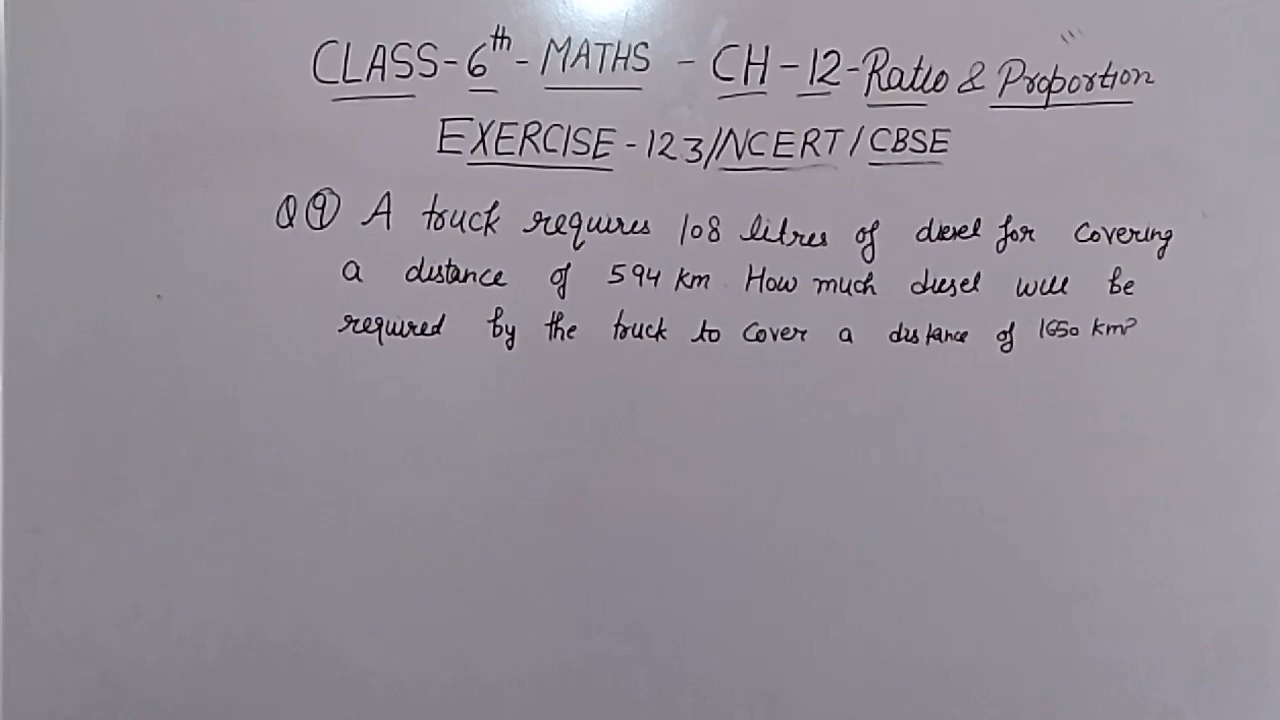 CLASS-6th-MATHS - CH-12-Ratio & Proportion
EXERCISE-123/NCERT/CBSE
Q9 A truck requires 108 litres of diesel for covering
a distance of 594 km How much diesel will be
required by the truck to cover a distance of 1650 km?